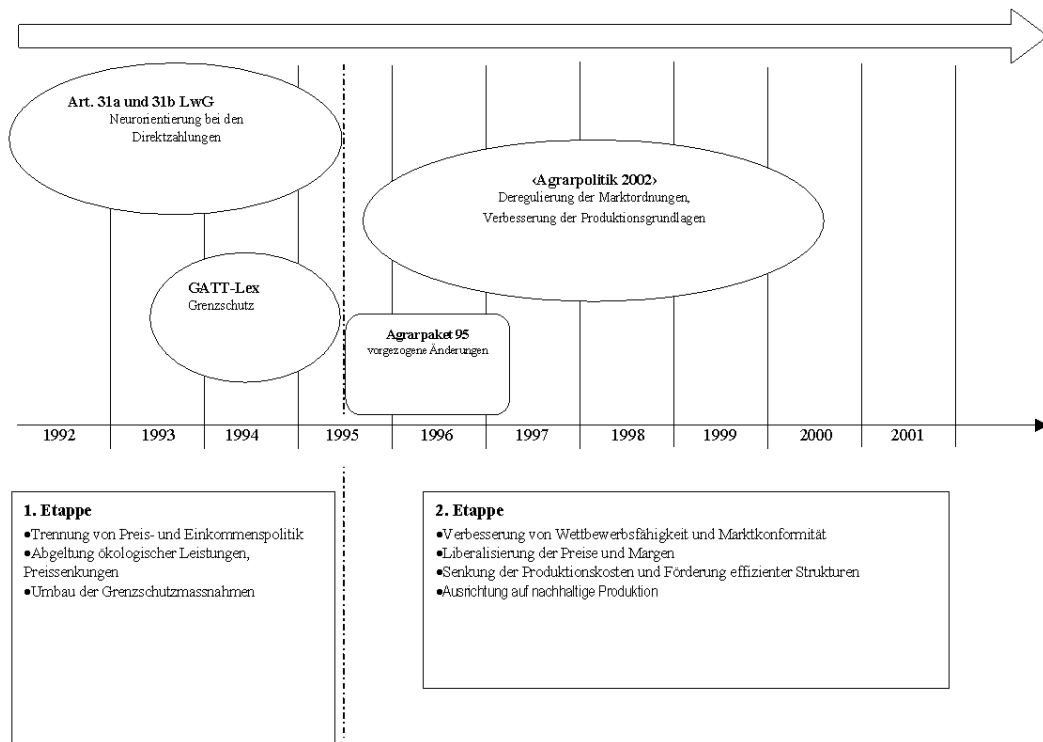 Art. 31a und 31b LwG
Neurorientierung bei den
Direktzahlungen
‹Agrarpolitik 2002›
Deregulierung der Marktordnungen,
Verbesserung der Produktionsgrundlagen
GATT-Lex
Grenzschutz
Agrarpaket 95
vorgezogene Änderungen
1992 1993 1994 1995 1996 1997 1998 1999 2000 2001
1. Etappe
●Trennung von Preis- und Einkommenspolitik
●Abgeltung ökologischer Leistungen,
Preissenkungen
●Umbau der Grenzschutzmassnahmen
2. Etappe
●Verbesserung von Wettbewerbsfähigkeit und Marktkonformität
●Liberalisierung der Preise und Margen
●Senkung der Produktionskosten und Förderung effizienter Strukturen
●Ausrichtung auf nachhaltige Produktion